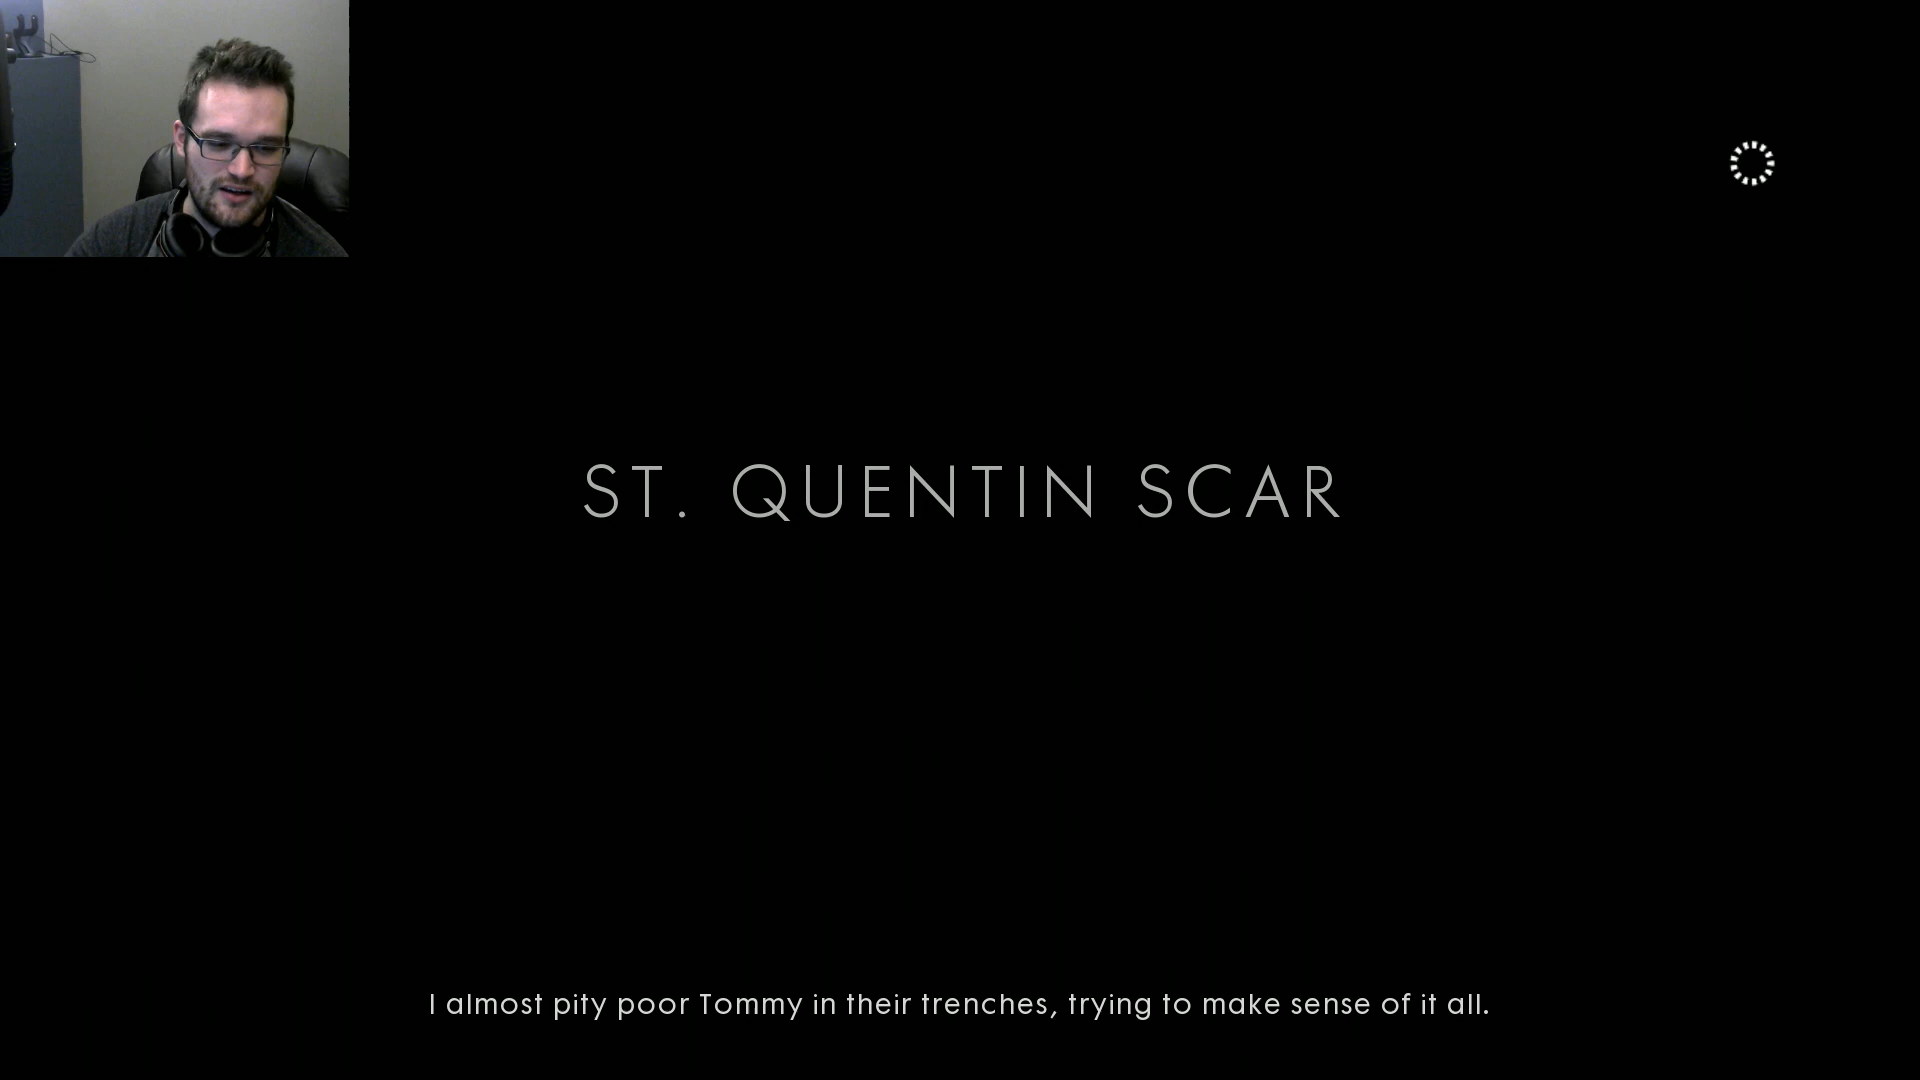 ST. QUENTIN SCAR
I almost pity poor Tommy in their trenches, trying to make sense of it all.